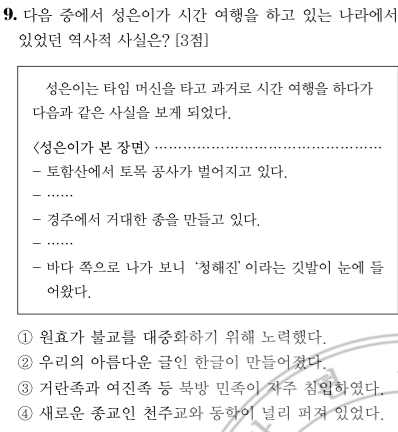 9. 다음 중에서 성은이가 시간 여행을 하고 있는 나라에서
있었던 역사적 사실은? [3점]
성은이는 타임 머신을 타고 과거로 시간 여행을 하다가
다음과 같은 사실을 보게 되었다.
〈성은이가 본 장면〉 ……………………………………………
- 토함산에서 토목 공사가 벌어지고 있다.
- ……
- 경주에서 거대한 종을 만들고 있다.
- ……
- 바다 쪽으로 나가 보니 ‘청해진’이라는 깃발이 눈에 들
어왔다.
① 원효가 불교를 대중화하기 위해 노력했다.
② 우리의 아름다운 글인 한글이 만들어졌다.
③ 거란족과 여진족 등 북방 민족이 자주 침입하였다.
④ 새로운 종교인 천주교와 동학이 널리 퍼져 있었다.